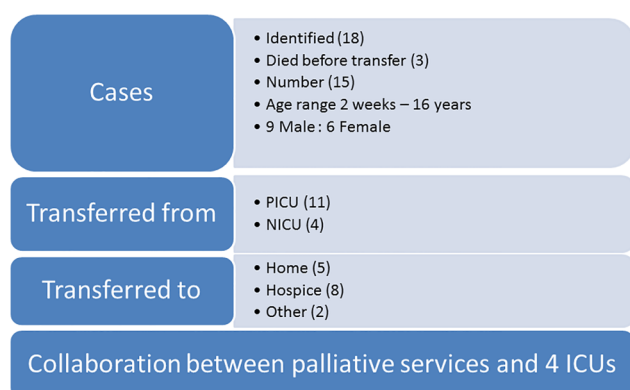 Cases
• Identified (18)
• Died before transfer (3)
• Number (15)
• Age range 2 weeks – 16 years
• 9 Male : 6 Female
Transferred from
• PICU (11)
• NICU (4)
Transferred to
• Home (5)
• Hospice (8)
• Other (2)
Collaboration between palliative services and 4 ICUs